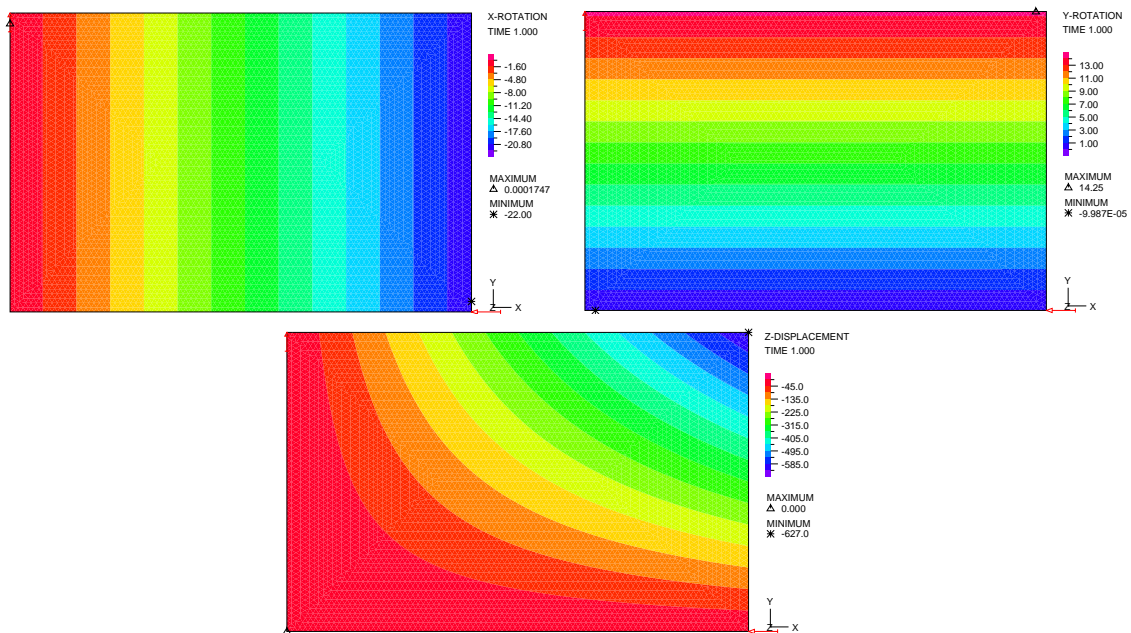 X-ROTATION
TIME 1.000
-1.60
-4.80
-8.00
-11.20
-14.40
-17.60
-20.80
MAXIMUM
0.0001747
MINIMUM
-22.00
Y
Z X
Y-ROTATION
TIME 1.000
13.00
11.00
9.00
7.00
5.00
3.00
1.00
MAXIMUM
14.25
MINIMUM
-9.987E-05
Y
Z X
Z-DISPLACEMENT
TIME 1.000
-45.0
-135.0
-225.0
-315.0
-405.0
-495.0
-585.0
MAXIMUM
0.000
MINIMUM
-627.0
Y
Z X